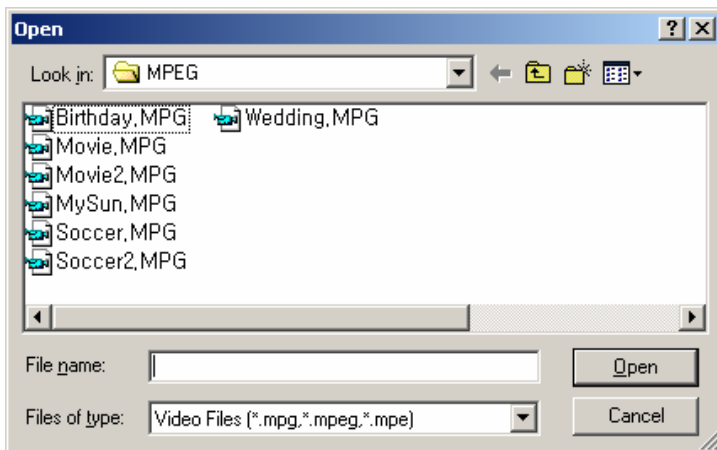 Open
Look in: MPEG
Birthday.MPG Wedding.MPG
Movie.MPG
Movie2.MPG
MySun.MPG
Soccer.MPG
Soccer2.MPG
File name: Open
Files of type: Video Files (*.mpg,*.mpeg,*.mpe) Cancel